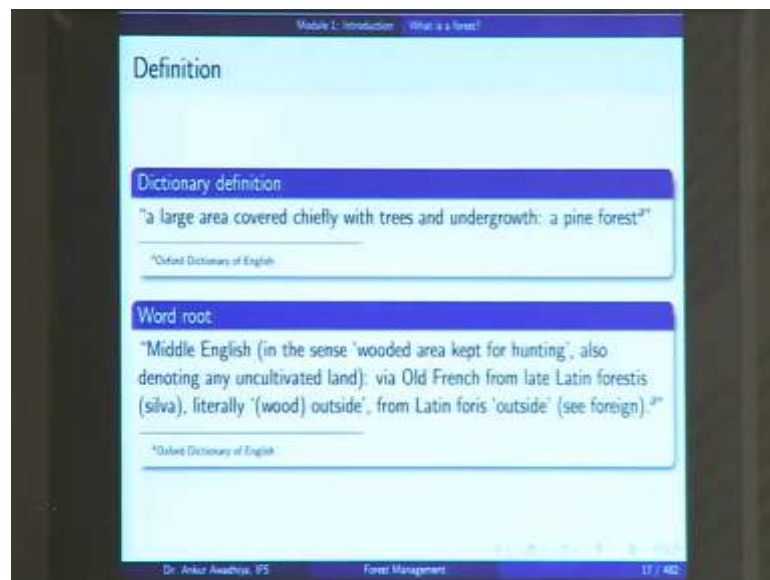 Module 1: Introduction What is a forest?
Definition
Dictionary definition
"a large area covered chiefly with trees and undergrowth: a pine forestᵃ"
ᵃOxford Dictionary of English
Word root
"Middle English (in the sense 'wooded area kept for hunting', also
denoting any uncultivated land): via Old French from late Latin forestis
(silva), literally '(wood) outside', from Latin foris 'outside' (see foreign).ᵃ"
ᵃOxford Dictionary of English
Dr. Ankur Awadhiya, IFS Forest Management 17 / 482